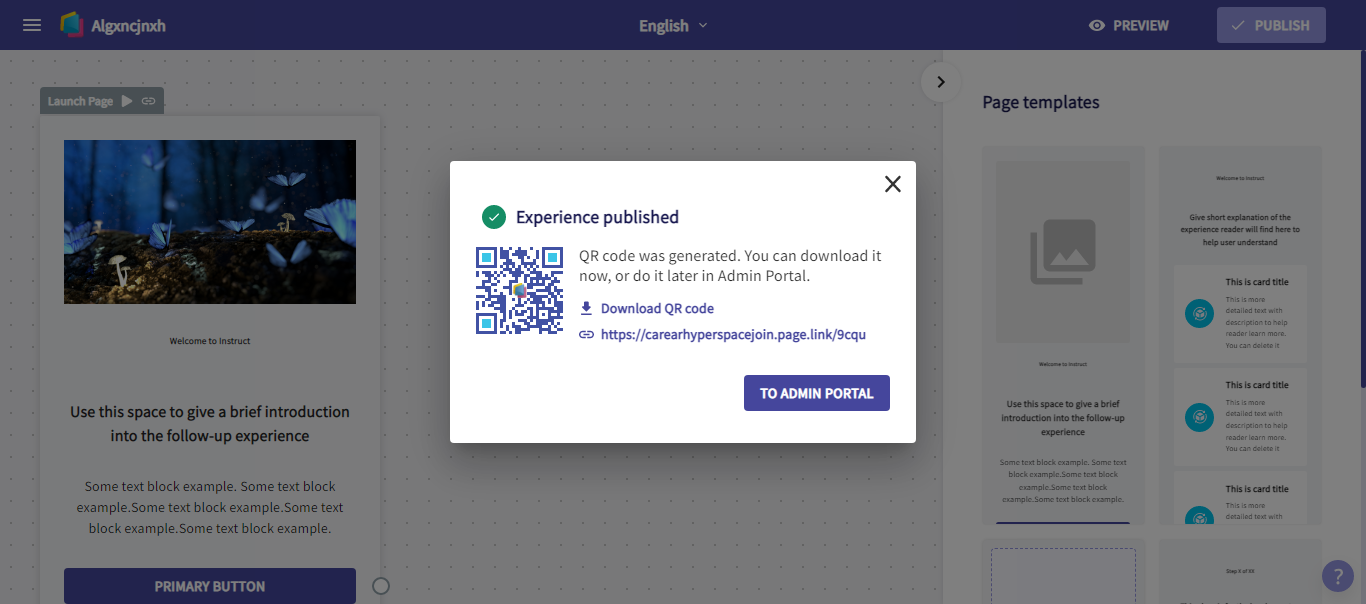 Algxncjnxh
English
PREVIEW
PUBLISH
Launch Page
Welcome to Instruct
Use this space to give a brief introduction
into the follow-up experience
Some text block example. Some text block
example.Some text block example.Some text
block example.Some text block example.
PRIMARY BUTTON
Experience published
QR code was generated. You can download it
now, or do it later in Admin Portal.
Download QR code
https://carearhyperspacejoin.page.link/9cqu
TO ADMIN PORTAL
Page templates
Welcome to Instruct
Use this space to give a brief
introduction into the follow-up
experience
Some text block example. Some text
block example.Some text block
example.Some text block
example.Some text block example.
Welcome to Instruct
Give short explanation of the
experience reader will find here to
help user understand
This is card title
This is more
detailed text with
description to help
reader learn more.
You can delete it
This is card title
This is more
detailed text with
description to help
reader learn more.
You can delete it
This is card title
This is more
detailed text with
Step X of XX
?